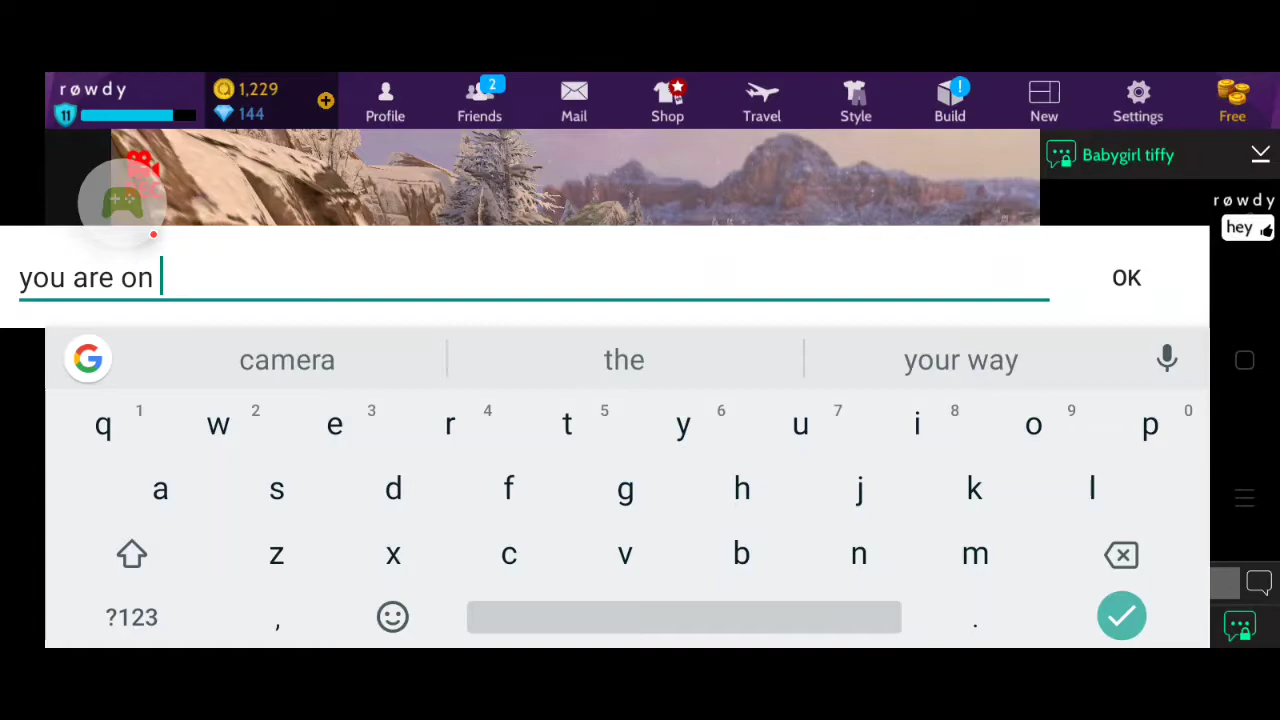 røwdy
11
1,229
144
Profile
2
Friends
Mail
Shop
Travel
Style
!
Build
New
Settings
Free
Babygirl tiffy
REC
røwdy
hey
you are on
OK
G
camera
the
your way
q 1 w 2 e 3 r 4 t 5 y 6 u 7 i 8 o 9 p 0
a s d f g h j k l
z x c v b n m
?123 , .